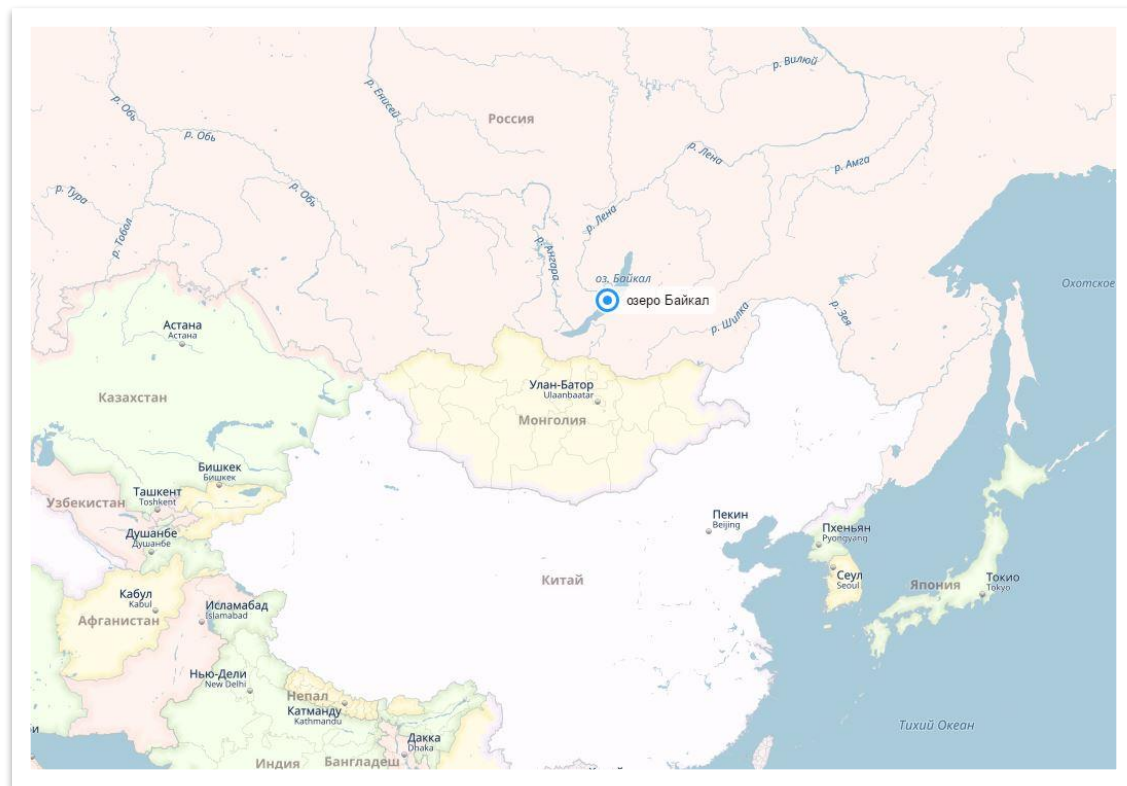 р. Вилюй
р. Обь
р. Енисей
Россия
р. Обь
р. Лена
р. Амга
р. Тура
р. Обь
р. Лена
р. Тобол
р. Ангара
оз. Байкал
Охотское
озеро Байкал
р. Шилка
р. Зея
Астана
Астана
Улан-Батор
Ulaanbaatar
Казахстан
Монголия
Бишкек
Бишкек
Ташкент
Toshkent
Узбекистан
Пекин
Beijing
Душанбе
Душанбе
Пхеньян
Pyongyang
Китай
Сеул
Seoul
Япония
Токио
Tokyo
Кабул
Kabul
Исламабад
Islamabad
Афганистан
Нью-Дели
New Delhi
Непал
Катманду
Kathmandu
Тихий Океан
Дакка
Dhaka
Индия
Бангладеш